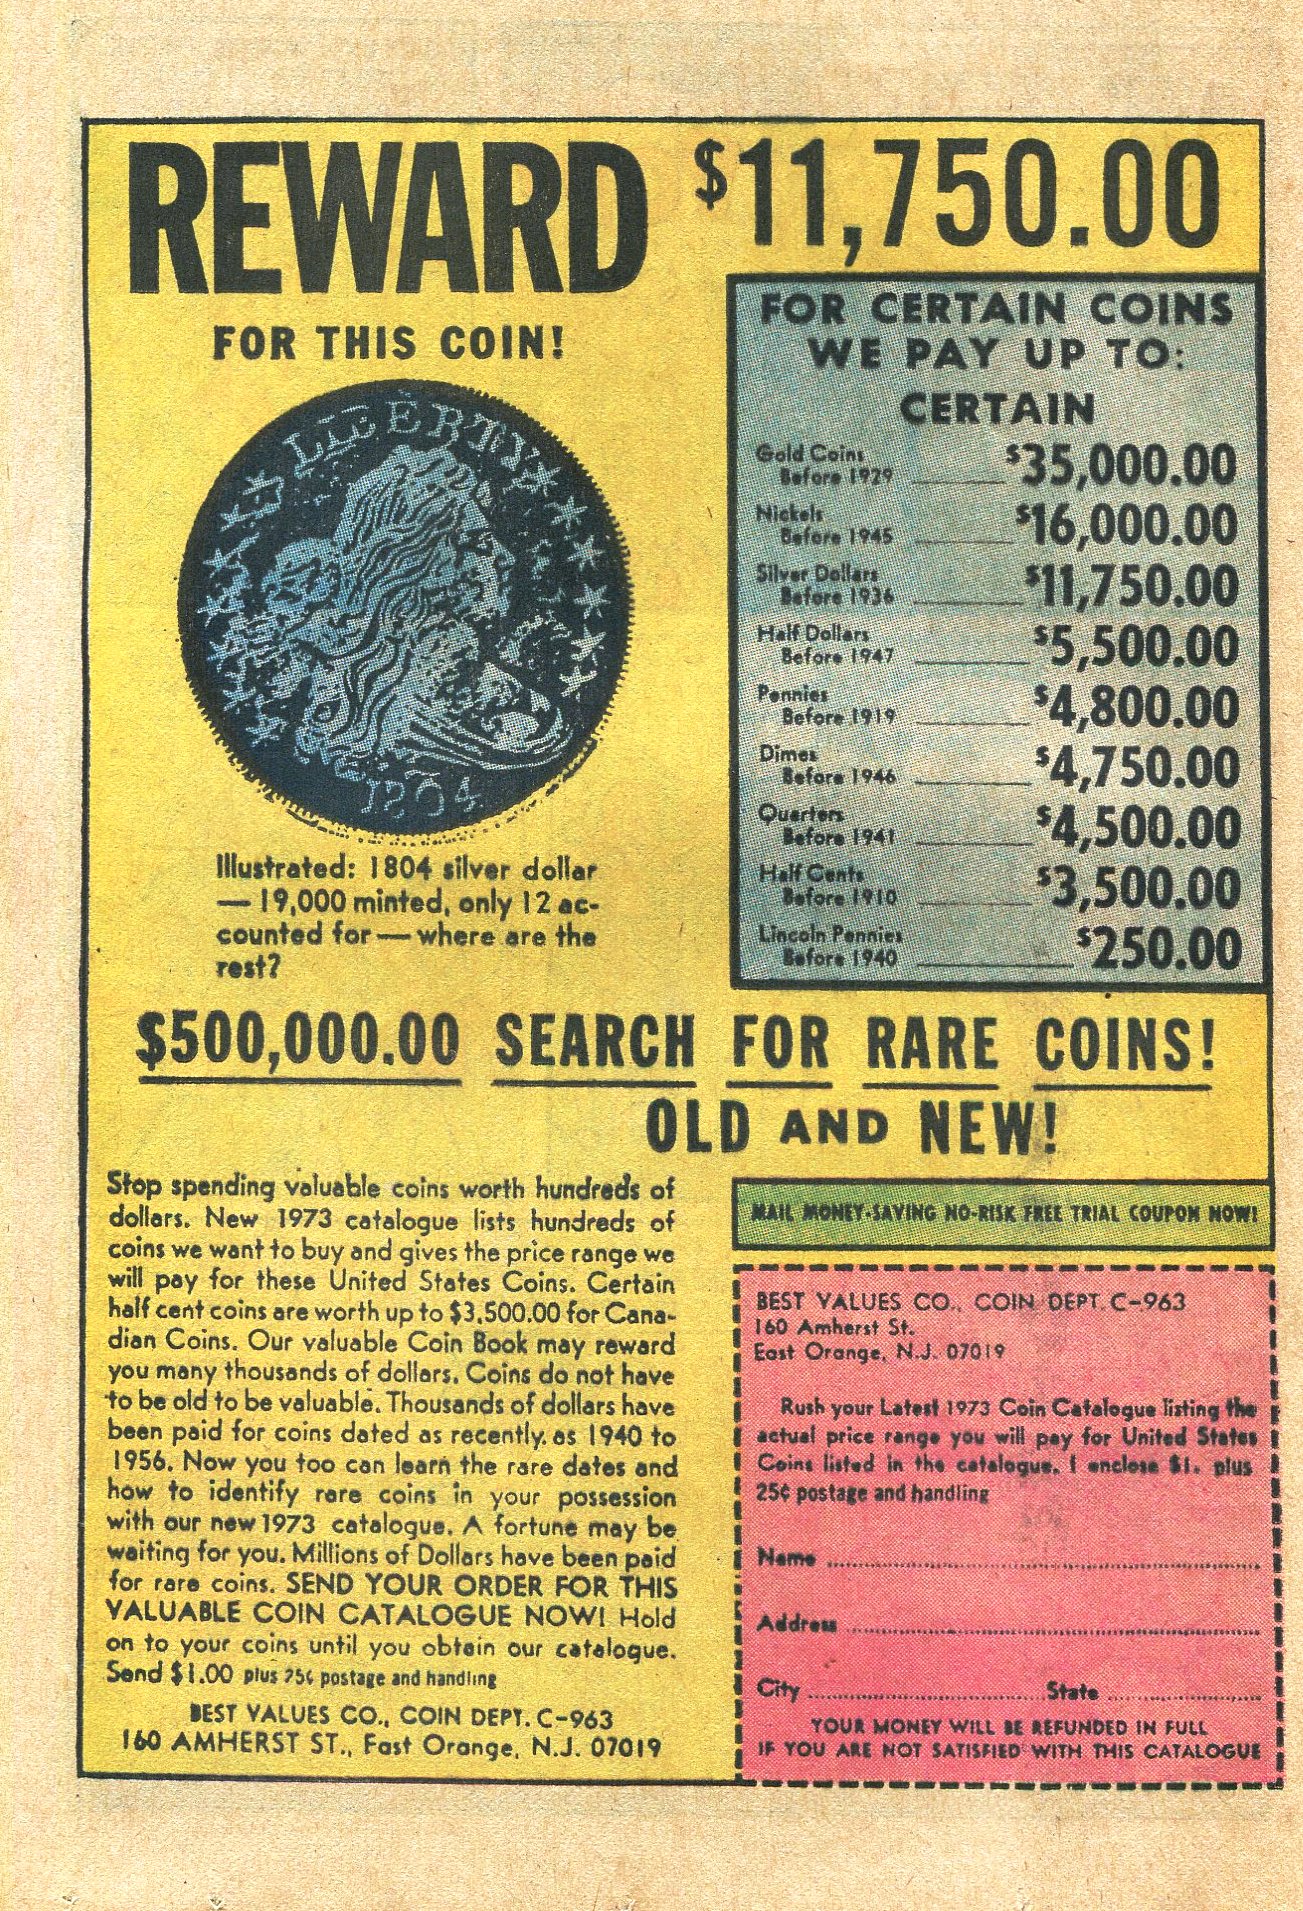 REWARD $11,750.00
FOR THIS COIN!
LIBERTY
1804
Illustrated: 1804 silver dollar
— 19,000 minted, only 12 ac-
counted for — where are the
rest?
FOR CERTAIN COINS
WE PAY UP TO:
CERTAIN
Gold Coins
Before 1929 $35,000.00
Nickels
Before 1945 $16,000.00
Silver Dollars
Before 1936 $11,750.00
Half Dollars
Before 1947 $5,500.00
Pennies
Before 1919 $4,800.00
Dimes
Before 1946 $4,750.00
Quarters
Before 1941 $4,500.00
Half Cents
Before 1910 $3,500.00
Lincoln Pennies
Before 1940 $250.00
$500,000.00 SEARCH FOR RARE COINS!
OLD AND NEW!
Stop spending valuable coins worth hundreds of
dollars. New 1973 catalogue lists hundreds of
coins we want to buy and gives the price range we
will pay for these United States Coins. Certain
half cent coins are worth up to $3,500.00 for Cana-
dian Coins. Our valuable Coin Book may reward
you many thousands of dollars. Coins do not have
to be old to be valuable. Thousands of dollars have
been paid for coins dated as recently as 1940 to
1956. Now you too can learn the rare dates and
how to identify rare coins in your possession
with our new 1973 catalogue. A fortune may be
waiting for you. Millions of Dollars have been paid
for rare coins. SEND YOUR ORDER FOR THIS
VALUABLE COIN CATALOGUE NOW! Hold
on to your coins until you obtain our catalogue.
Send $1.00 plus 25¢ postage and handling
BEST VALUES CO., COIN DEPT. C-963
160 AMHERST ST., East Orange, N.J. 07019
MAIL MONEY-SAVING NO-RISK FREE TRIAL COUPON NOW!
BEST VALUES CO., COIN DEPT. C-963
160 Amherst St.
East Orange, N.J. 07019
Rush your Latest 1973 Coin Catalogue listing the
actual price range you will pay for United States
Coins listed in the catalogue. I enclose $1. plus
25¢ postage and handling
Name
Address
City State
YOUR MONEY WILL BE REFUNDED IN FULL
IF YOU ARE NOT SATISFIED WITH THIS CATALOGUE